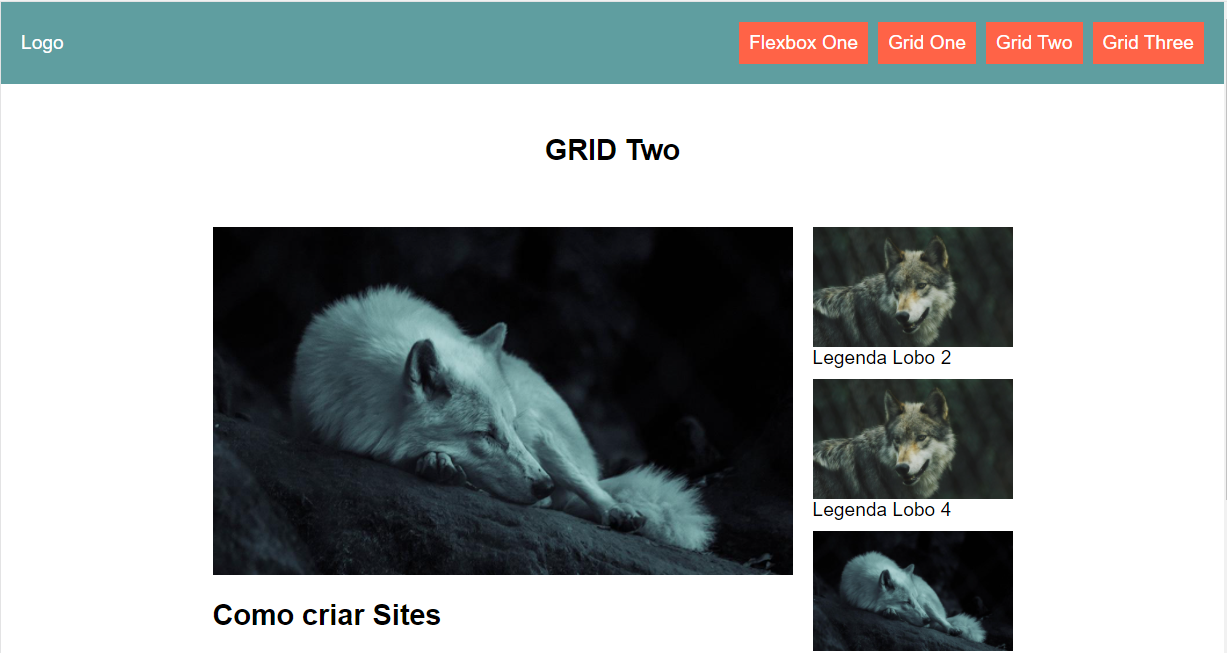 Logo
Flexbox One
Grid One
Grid Two
Grid Three
GRID Two
Legenda Lobo 2
Legenda Lobo 4
Como criar Sites